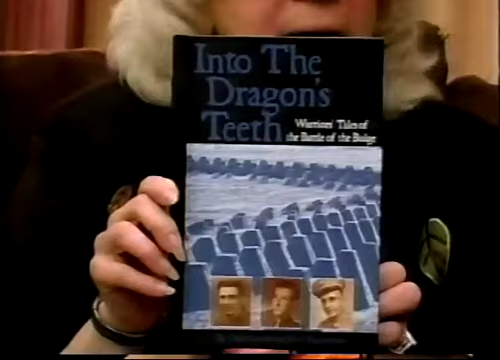 Into The
Dragon's
Teeth
Warriors' Tales of
the Battle of the Bulge